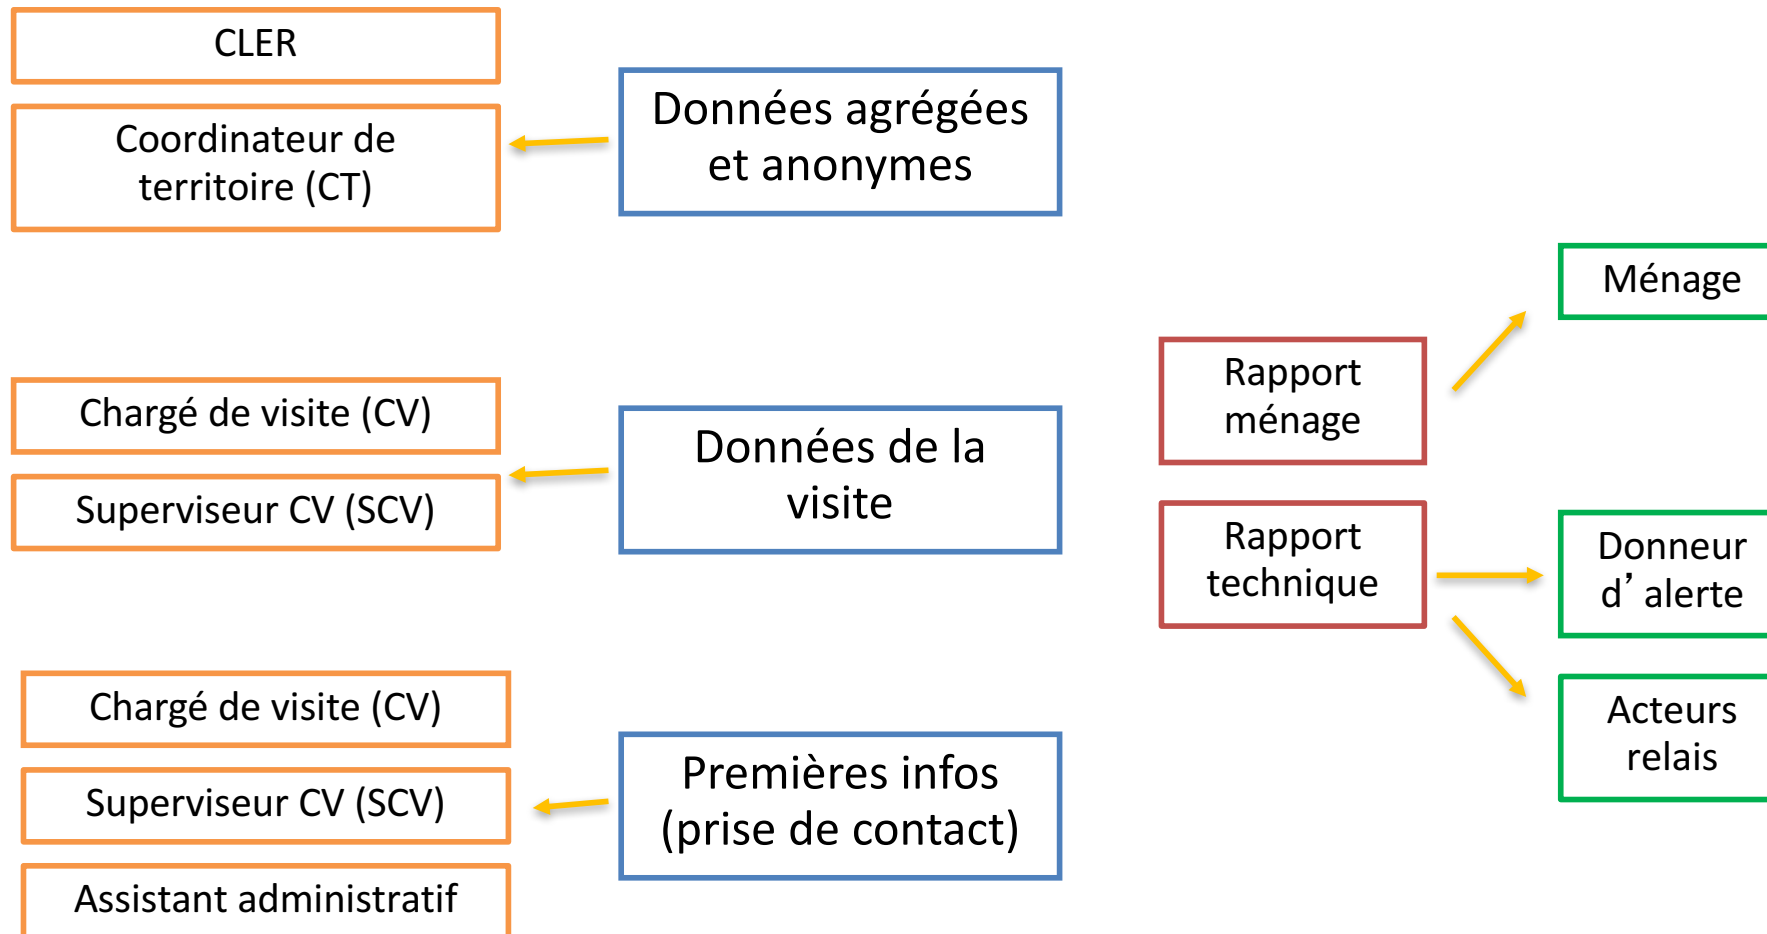 CLER
Coordinateur de
territoire (CT)
Données agrégées
et anonymes
Chargé de visite (CV)
Superviseur CV (SCV)
Données de la
visite
Chargé de visite (CV)
Superviseur CV (SCV)
Assistant administratif
Premières infos
(prise de contact)
Rapport
ménage
Rapport
technique
Ménage
Donneur
d’ alerte
Acteurs
relais